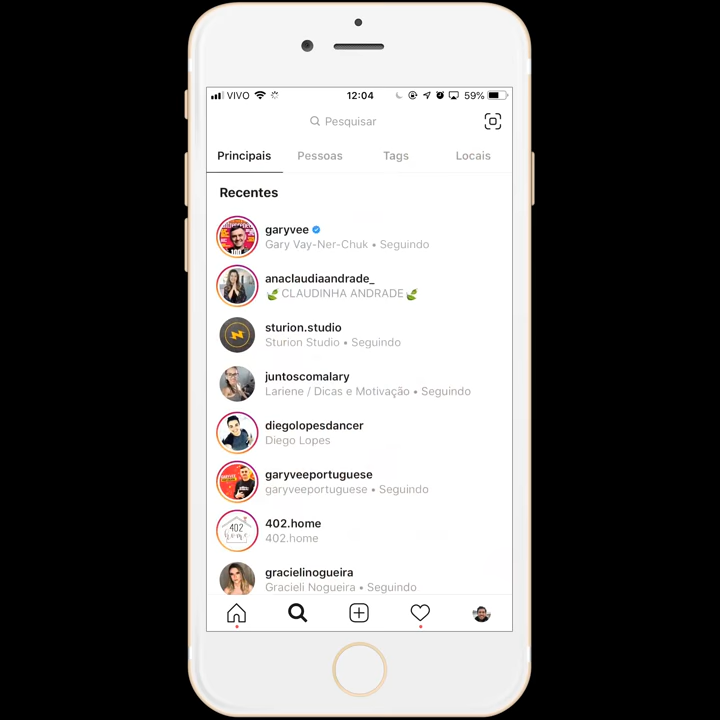 VIVO 12:04 59%
Pesquisar
Principais Pessoas Tags Locais
Recentes
garyvee
Gary Vay-Ner-Chuk • Seguindo
anaclaudiaandrade_
🍃CLAUDINHA ANDRADE🍃
sturion.studio
Sturion Studio • Seguindo
juntoscomalary
Lariene / Dicas e Motivação • Seguindo
diegolopesdancer
Diego Lopes
garyveeportuguese
garyveeportuguese • Seguindo
402
home
402.home
402.home
gracielinogueira
Gracieli Nogueira • Seguindo